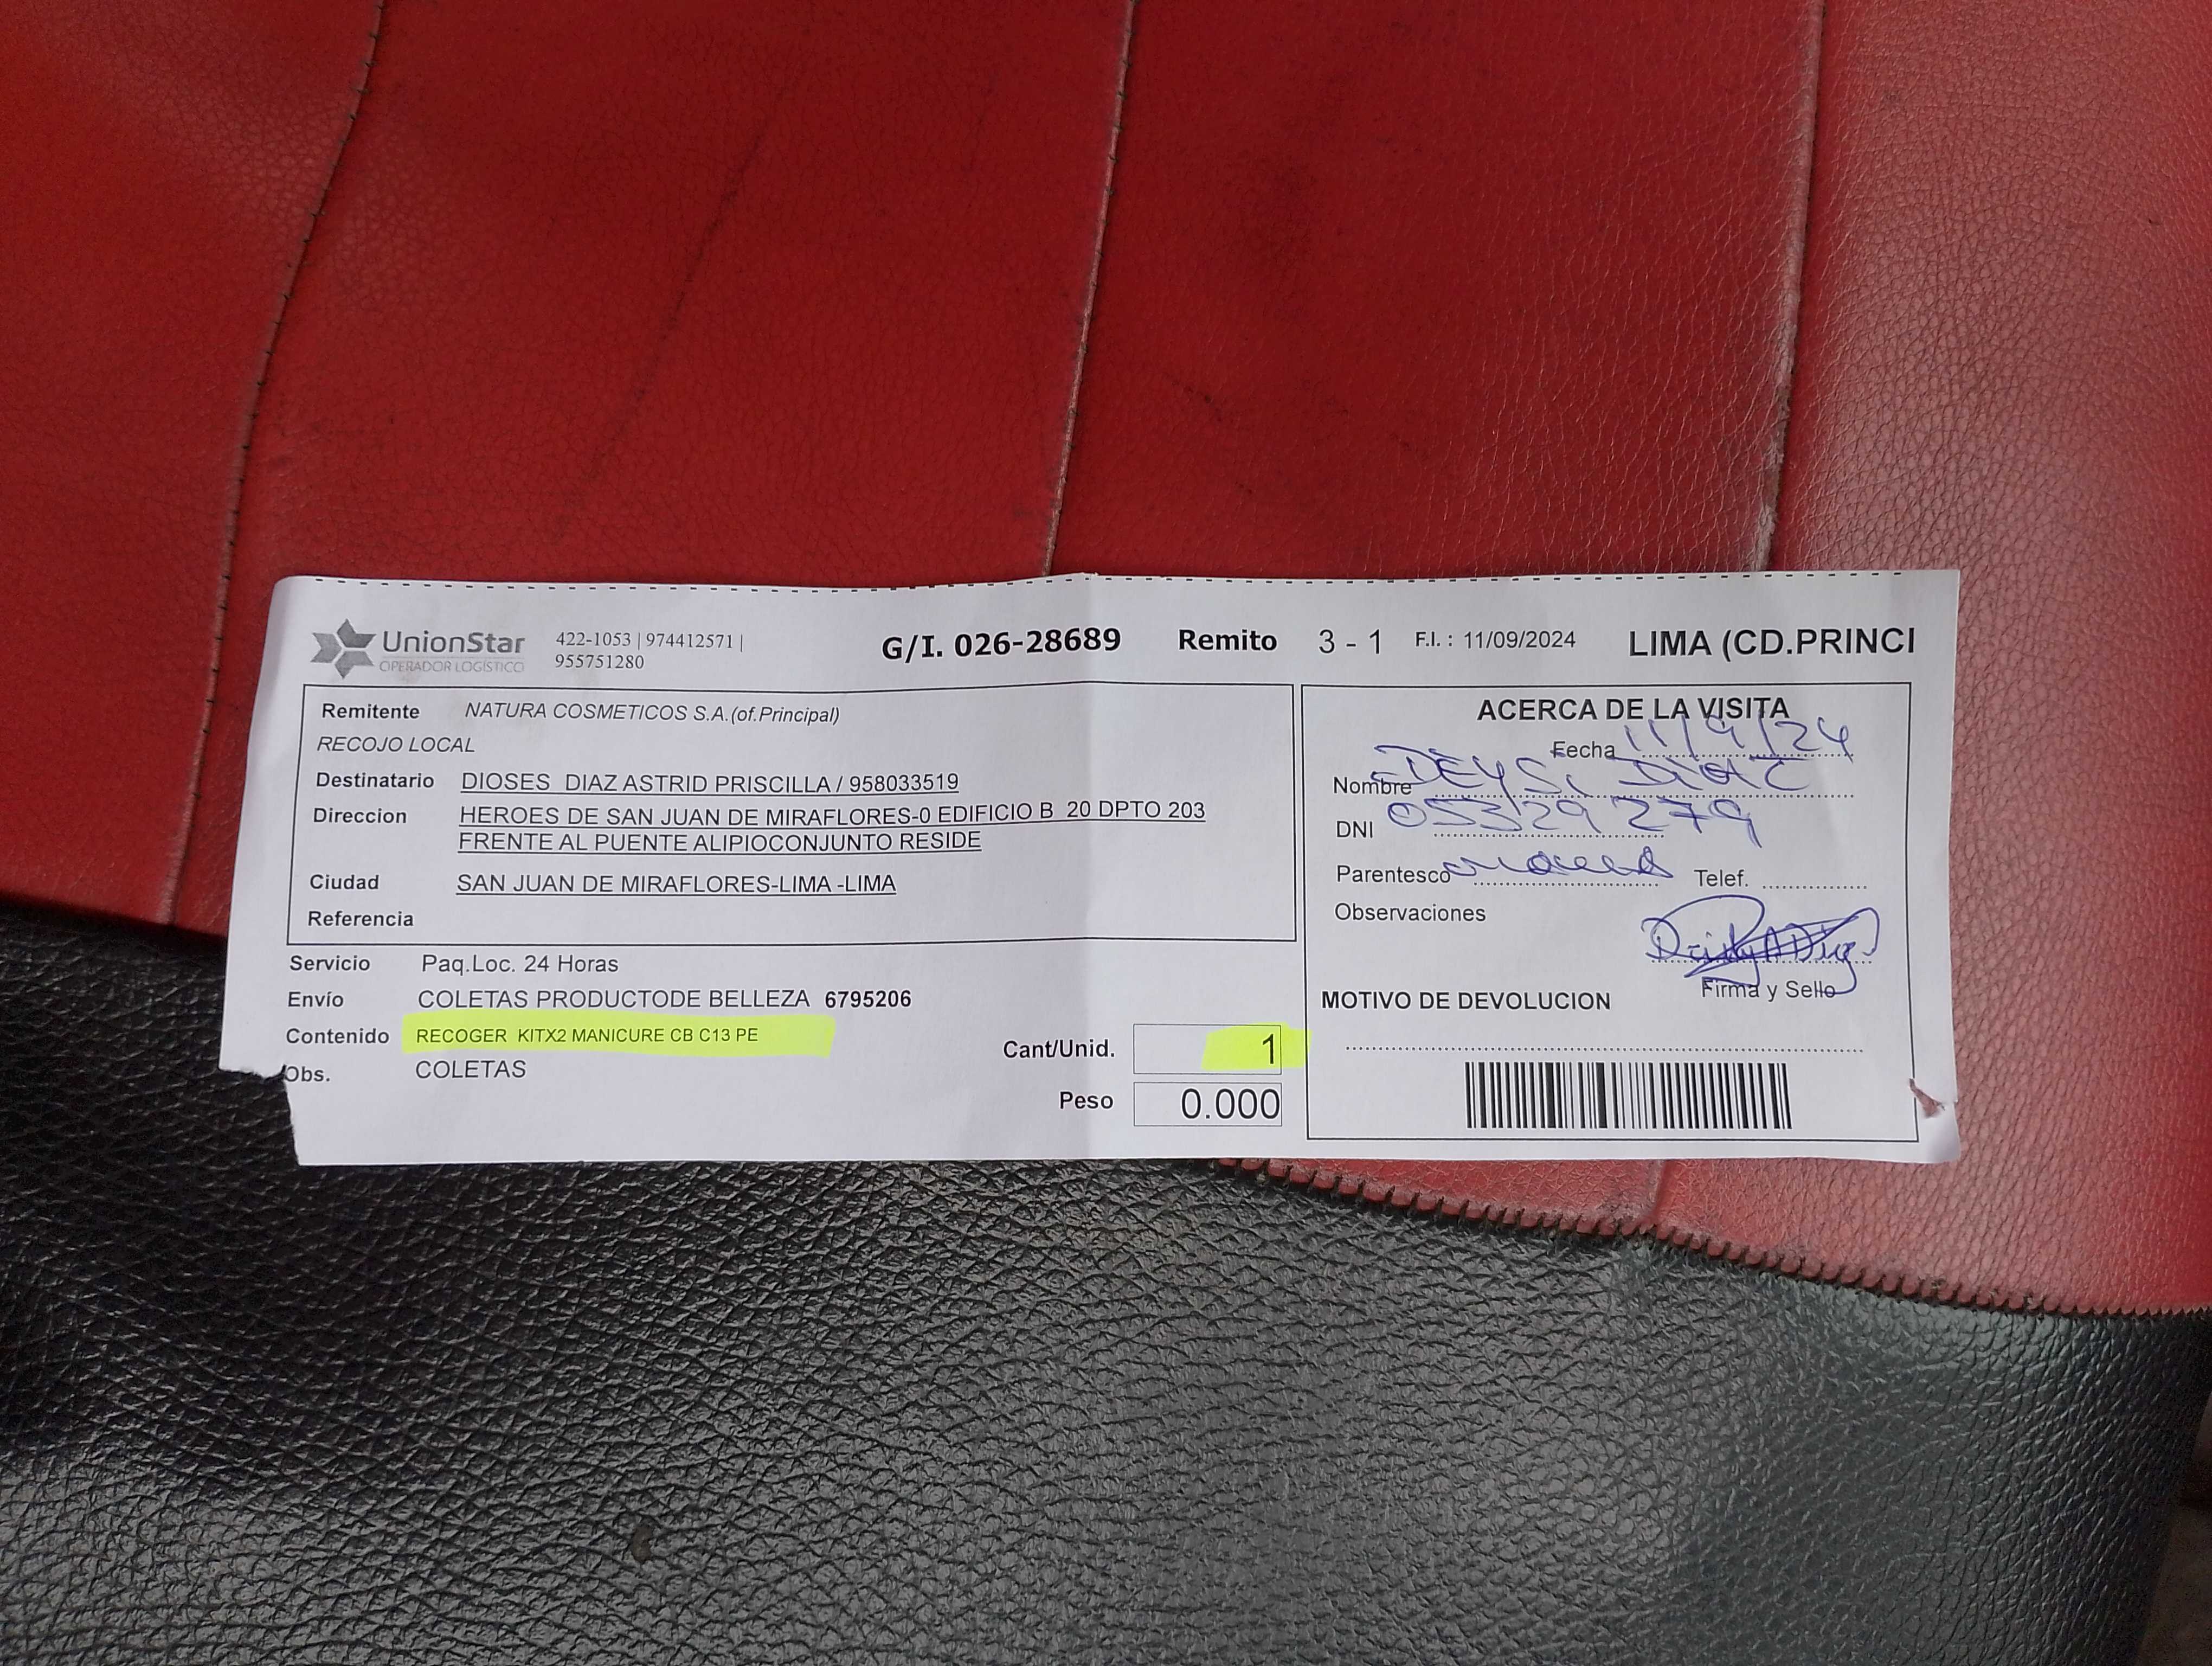 UnionStar
OPERADOR LOGÍSTICO
422-1053 | 974412571 |
955751280
G/I. 026-28689 Remito 3 - 1 F.I. : 11/09/2024 LIMA (CD.PRINCI
Remitente NATURA COSMETICOS S.A.(of.Principal)
RECOJO LOCAL
Destinatario DIOSES DIAZ ASTRID PRISCILLA / 958033519
Direccion HEROES DE SAN JUAN DE MIRAFLORES-0 EDIFICIO B 20 DPTO 203
FRENTE AL PUENTE ALIPIOCONJUNTO RESIDE
Ciudad SAN JUAN DE MIRAFLORES-LIMA -LIMA
Referencia
Servicio Paq.Loc. 24 Horas
Envío COLETAS PRODUCTODE BELLEZA 6795206
Contenido RECOGER KITX2 MANICURE CB C13 PE
Obs. COLETAS
Cant/Unid. 1
Peso 0.000
ACERCA DE LA VISITA
Fecha 11/9/24
Nombre DEYSi DIAZ
DNI 05329279
Parentesco Telef.
Observaciones
Firma y Sello
MOTIVO DE DEVOLUCION